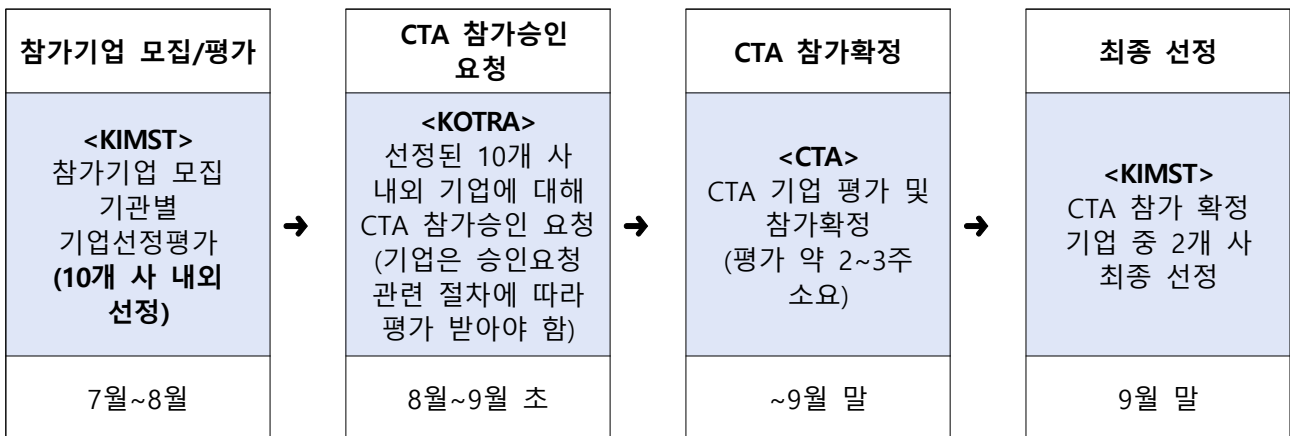 참가기업 모집/평가
<KIMST>
참가기업 모집
기관별
기업선정평가
(10개 사 내외
선정)
7월~8월
➜
CTA 참가승인
요청
<KOTRA>
선정된 10개 사
내외 기업에 대해
CTA 참가승인 요청
(기업은 승인요청
관련 절차에 따라
평가 받아야 함)
8월~9월 초
➜
CTA 참가확정
<CTA>
CTA 기업 평가 및
참가확정
(평가 약 2~3주
소요)
~9월 말
➜
최종 선정
<KIMST>
CTA 참가 확정
기업 중 2개 사
최종 선정
9월 말